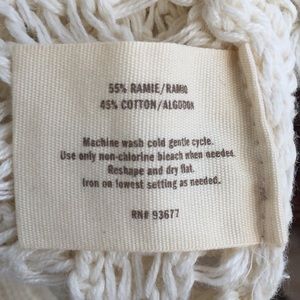 55% RAMIE/RAMIO
45% COTTON/ALGODON
Machine wash cold gentle cycle.
Use only non-chlorine bleach when needed.
Reshape and dry flat.
Iron on lowest setting as needed.
RN# 93677